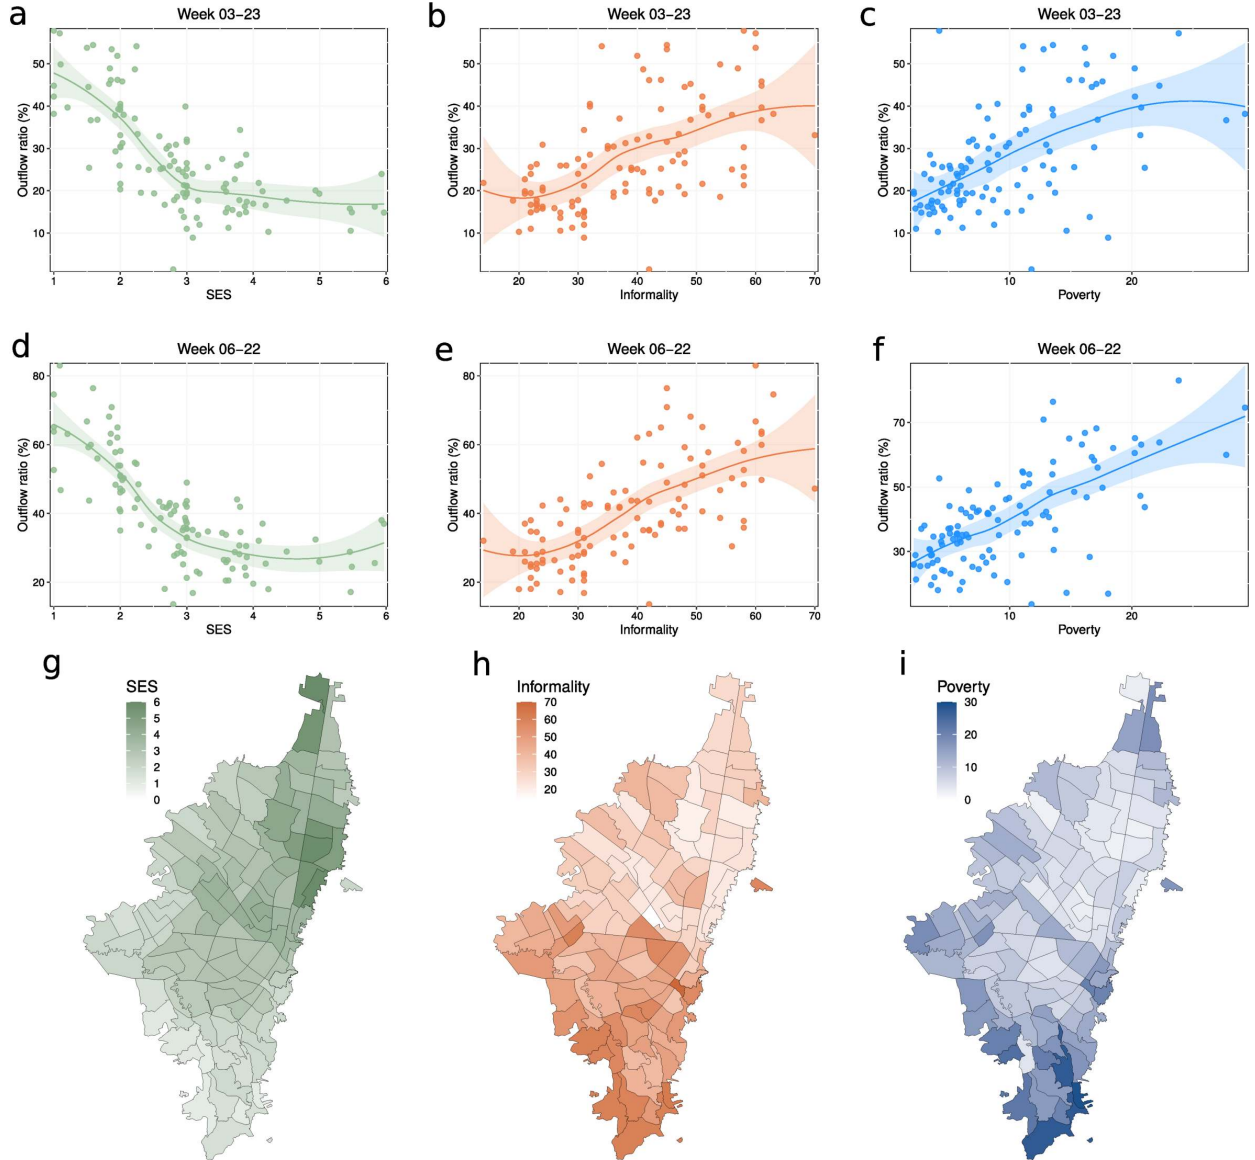 a
Week 03−23
Outflow ratio (%)
50
40
30
20
10
1 2 3 4 5 6
SES
b
Week 03−23
Outflow ratio (%)
50
40
30
20
10
20 30 40 50 60 70
Informality
c
Week 03−23
Outflow ratio (%)
50
40
30
20
10
10 20
Poverty
d
Week 06−22
Outflow ratio (%)
80
60
40
20
1 2 3 4 5 6
SES
e
Week 06−22
Outflow ratio (%)
80
60
40
20
20 30 40 50 60 70
Informality
f
Week 06−22
Outflow ratio (%)
70
50
30
10 20
Poverty
g
SES
6
5
4
3
2
1
0
h
Informality
70
60
50
40
30
20
i
Poverty
30
20
10
0